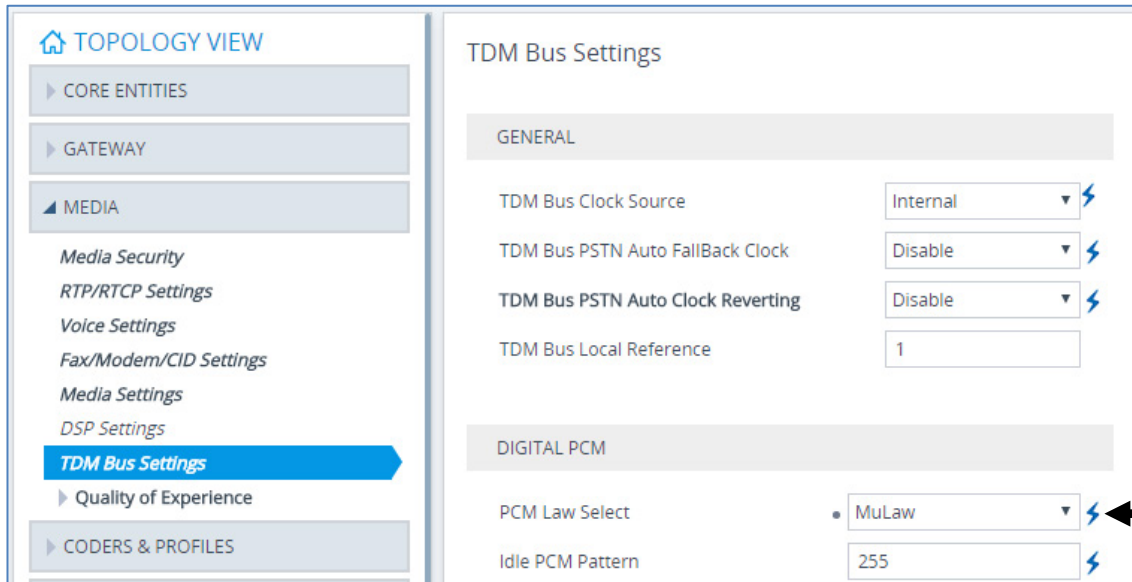 TOPOLOGY VIEW
CORE ENTITIES
GATEWAY
MEDIA
Media Security
RTP/RTCP Settings
Voice Settings
Fax/Modem/CID Settings
Media Settings
DSP Settings
TDM Bus Settings
Quality of Experience
CODERS & PROFILES
TDM Bus Settings
GENERAL
TDM Bus Clock Source Internal
TDM Bus PSTN Auto FallBack Clock Disable
TDM Bus PSTN Auto Clock Reverting Disable
TDM Bus Local Reference 1
DIGITAL PCM
PCM Law Select MuLaw
Idle PCM Pattern 255